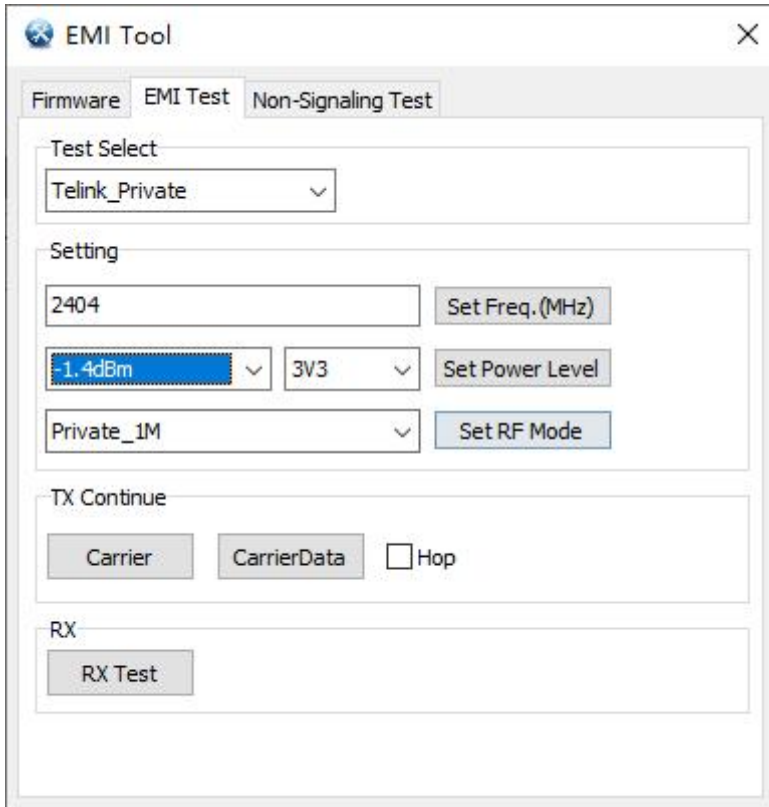 EMI Tool
Firmware EMI Test Non-Signaling Test
Test Select
Telink_Private
Setting
2404 Set Freq.(MHz)
-1.4dBm 3V3 Set Power Level
Private_1M Set RF Mode
TX Continue
Carrier CarrierData Hop
RX
RX Test